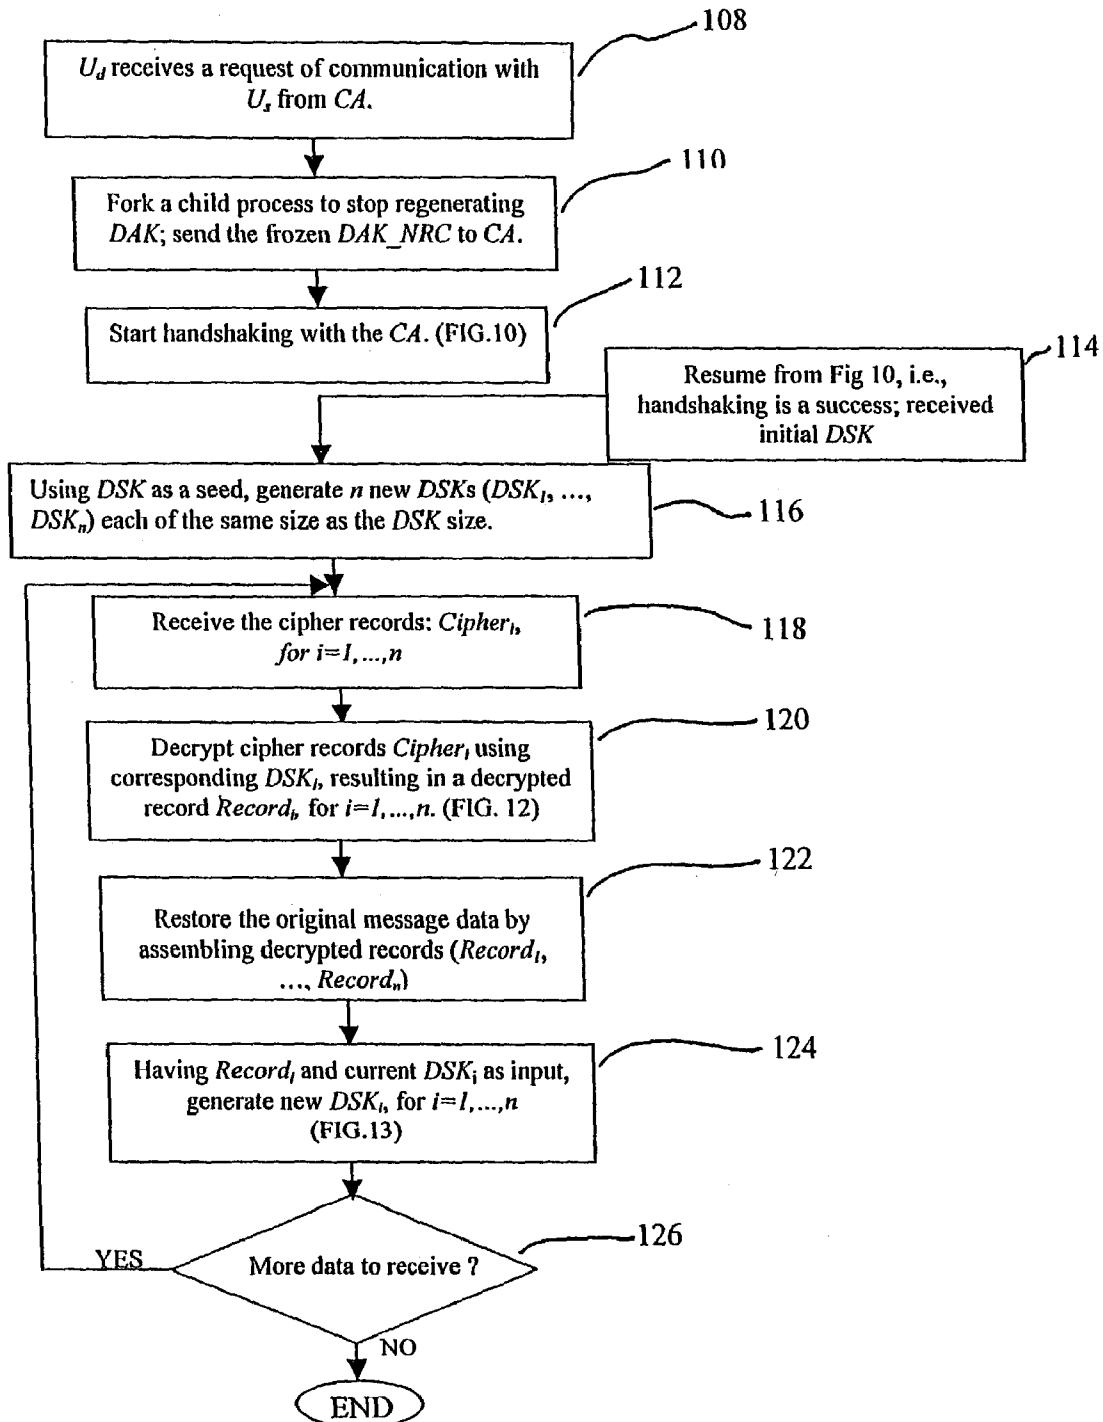 108
U_d receives a request of communication with
U_s from CA.
110
Fork a child process to stop regenerating
DAK; send the frozen DAK_NRC to CA.
112
Start handshaking with the CA. (FIG.10)
114
Resume from Fig 10, i.e.,
handshaking is a success; received
initial DSK
Using DSK as a seed, generate n new DSKs (DSK_1, ...,
DSK_n) each of the same size as the DSK size.
116
Receive the cipher records: Cipher_i,
for i=1,...,n
118
Decrypt cipher records Cipher_i using
corresponding DSK_i, resulting in a decrypted
record Record_i, for i=1,...,n. (FIG. 12)
120
Restore the original message data by
assembling decrypted records (Record_1,
..., Record_n)
122
Having Record_i and current DSK_i as input,
generate new DSK_i, for i=1,...,n
(FIG.13)
124
More data to receive ?
126
YES
NO
END